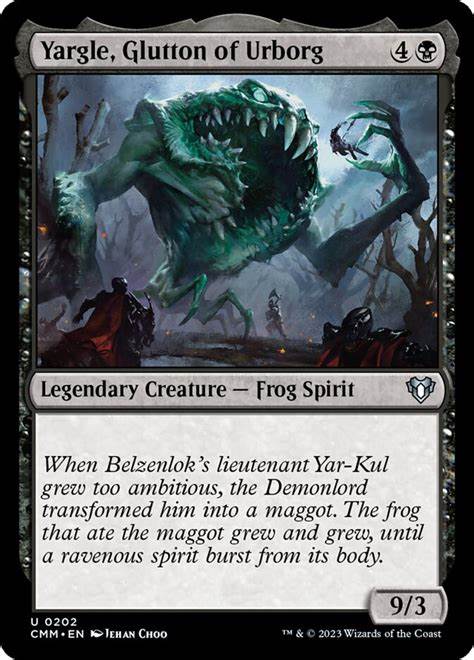 Yargle, Glutton of Urborg 4
Legendary Creature — Frog Spirit
When Belzenlok's lieutenant Yar-Kul
grew too ambitious, the Demonlord
transformed him into a maggot. The frog
that ate the maggot grew and grew, until
a ravenous spirit burst from its body.
9/3
U 0202
CMM • EN Jehan Choo
™ & © 2023 Wizards of the Coast